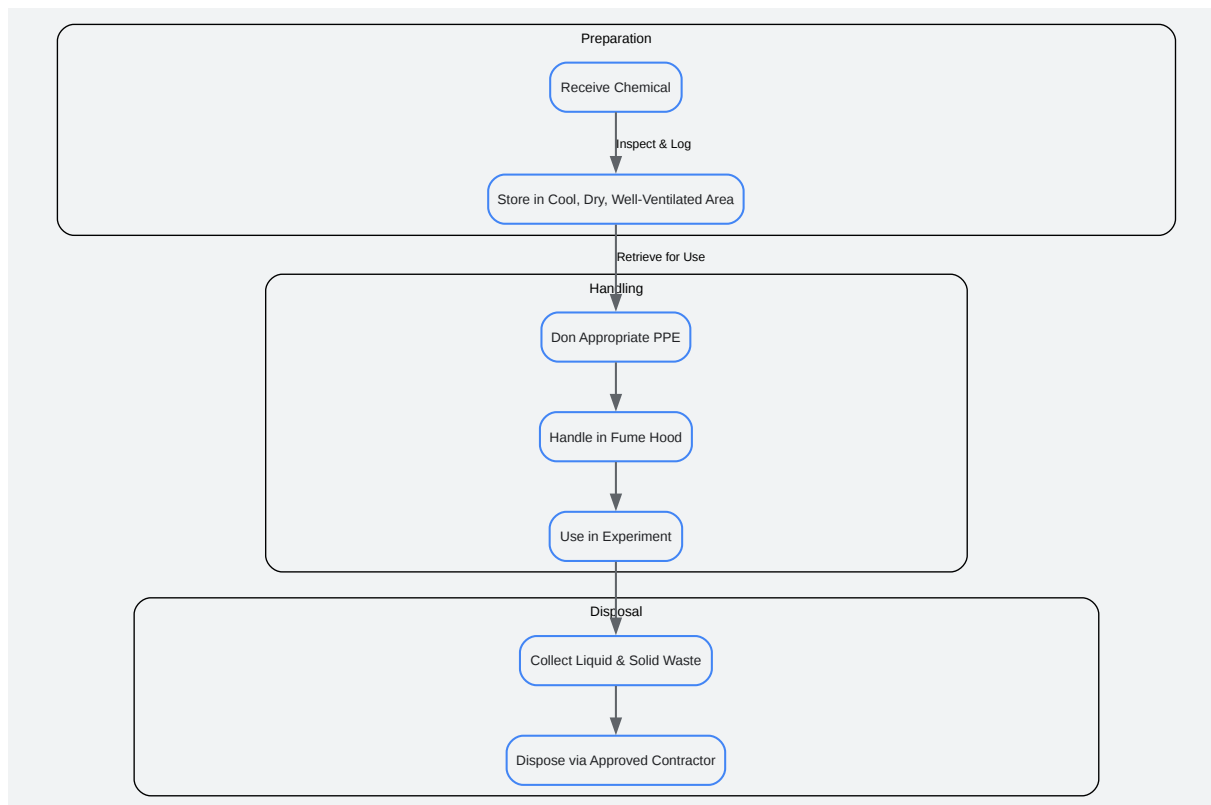 Preparation
Receive Chemical
Inspect & Log
Store in Cool, Dry, Well-Ventilated Area
Retrieve for Use
Handling
Don Appropriate PPE
Handle in Fume Hood
Use in Experiment
Disposal
Collect Liquid & Solid Waste
Dispose via Approved Contractor